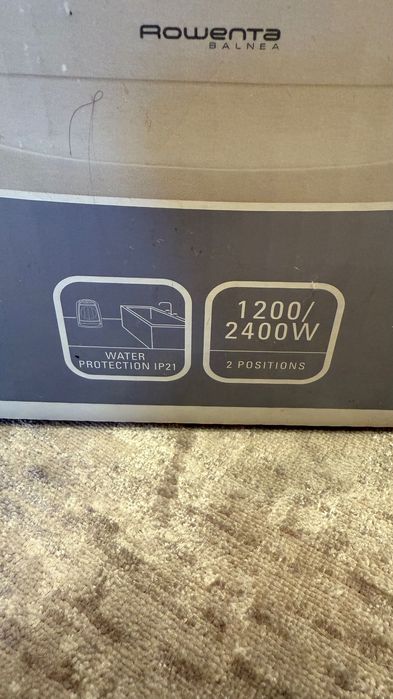 Rowenta
BALNEA
WATER
PROTECTION IP21
1200/
2400W
2 POSITIONS